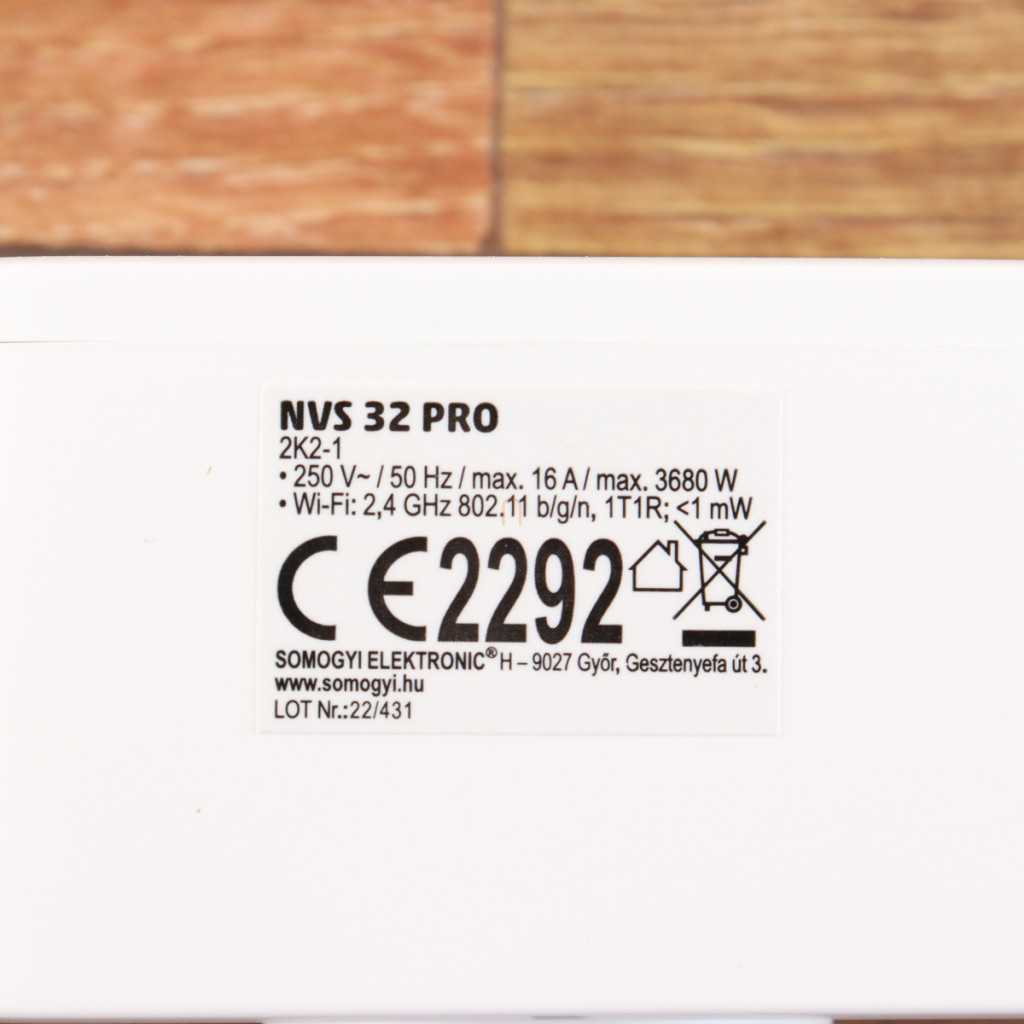 NVS 32 PRO
2K2-1
• 250 V~ / 50 Hz / max. 16 A / max. 3680 W
• Wi-Fi: 2,4 GHz 802.11 b/g/n, 1T1R; <1 mW
CE2292
SOMOGYI ELEKTRONIC® H – 9027 Győr, Gesztenyefa út 3.
www.somogyi.hu
LOT Nr.:22/431